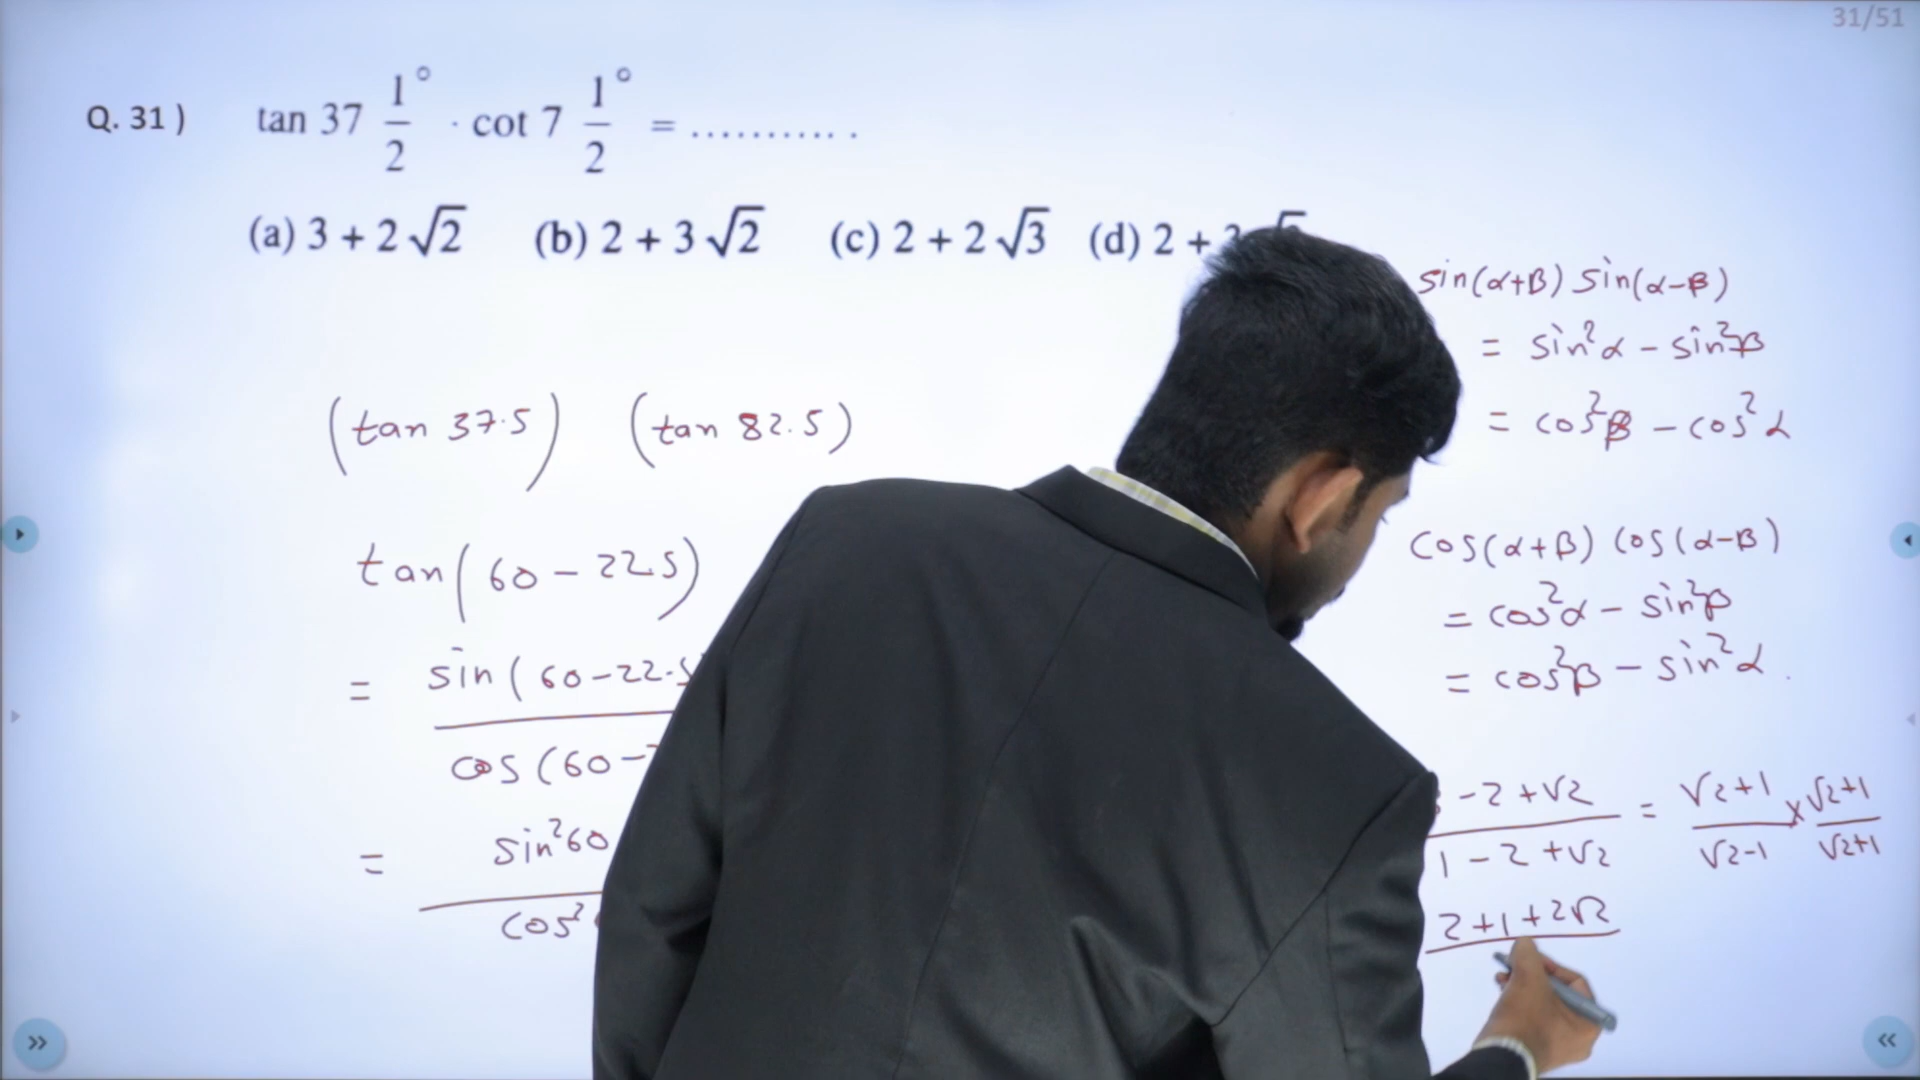 31/51
Q. 31 ) tan 37 1/2° · cot 7 1/2° = ...........
(a) 3 + 2 √2 (b) 2 + 3 √2 (c) 2 + 2 √3 (d) 2 +
(tan 37.5) (tan 82.5)
tan(60 – 22.5)
= sin( 60–22.5
cos(60–
= sin²60
cos²
sin(α+β) sin(α–β)
= sin²α – sin²β
= cos²β – cos²α
cos(α+β) cos(α–β)
= cos²α – sin²β
= cos²β – sin²α.
–2+√2 = √2+1 × √2+1
1–2+√2 √2–1 √2+1
2+1+2√2